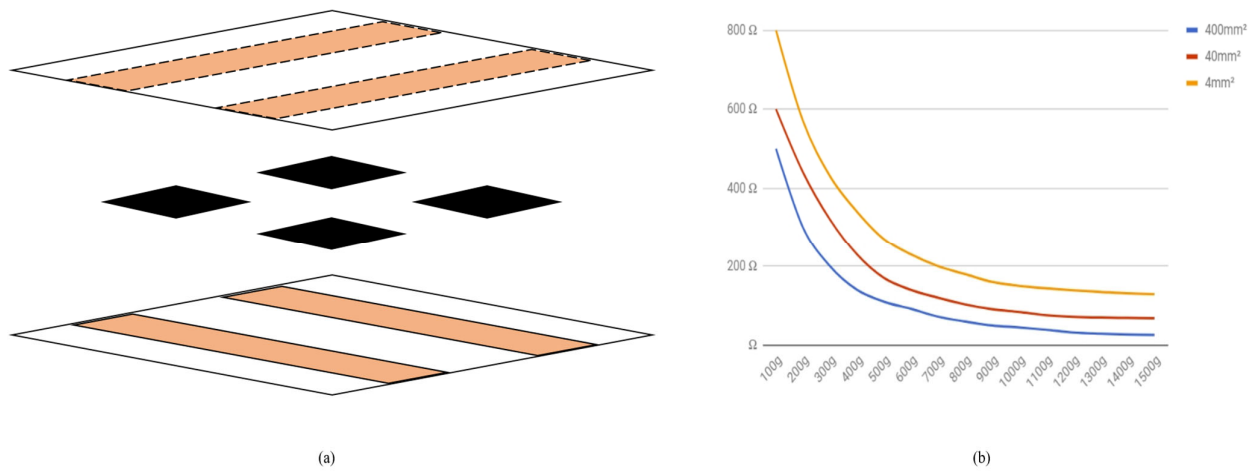 800 Ω
600 Ω
400 Ω
200 Ω
Ω
100g
200g
300g
400g
500g
600g
700g
800g
900g
1000g
1100g
1200g
1300g
1400g
1500g
400mm²
40mm²
4mm²
(a)
(b)